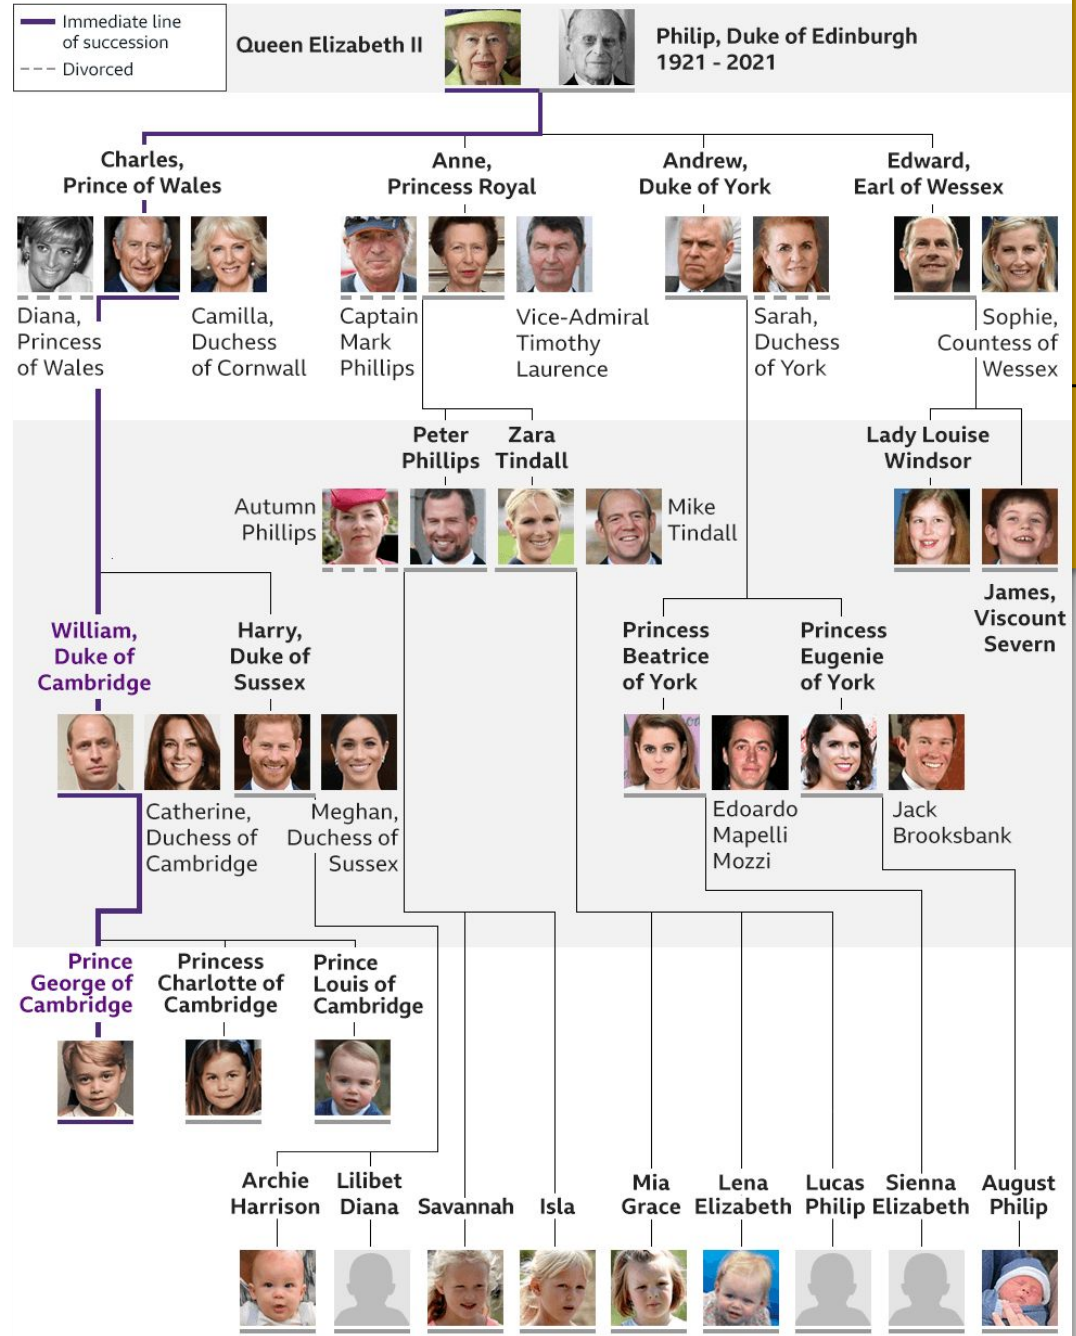 Immediate line
of succession
Divorced
Queen Elizabeth II
Philip, Duke of Edinburgh
1921 - 2021
Charles,
Prince of Wales
Anne,
Princess Royal
Andrew,
Duke of York
Edward,
Earl of Wessex
Diana,
Princess
of Wales
Camilla,
Duchess
of Cornwall
Captain
Mark
Phillips
Vice-Admiral
Timothy
Laurence
Sarah,
Duchess
of York
Sophie,
Countess of
Wessex
Peter
Phillips
Zara
Tindall
Lady Louise
Windsor
Autumn
Phillips
Mike
Tindall
James,
Viscount
Severn
William,
Duke of
Cambridge
Harry,
Duke of
Sussex
Princess
Beatrice
of York
Princess
Eugenie
of York
Catherine,
Duchess of
Cambridge
Meghan,
Duchess of
Sussex
Edoardo
Mapelli
Mozzi
Jack
Brooksbank
Prince
George of
Cambridge
Princess
Charlotte of
Cambridge
Prince
Louis of
Cambridge
Archie
Harrison
Lilibet
Diana
Savannah
Isla
Mia
Grace
Lena
Elizabeth
Lucas
Philip
Sienna
Elizabeth
August
Philip